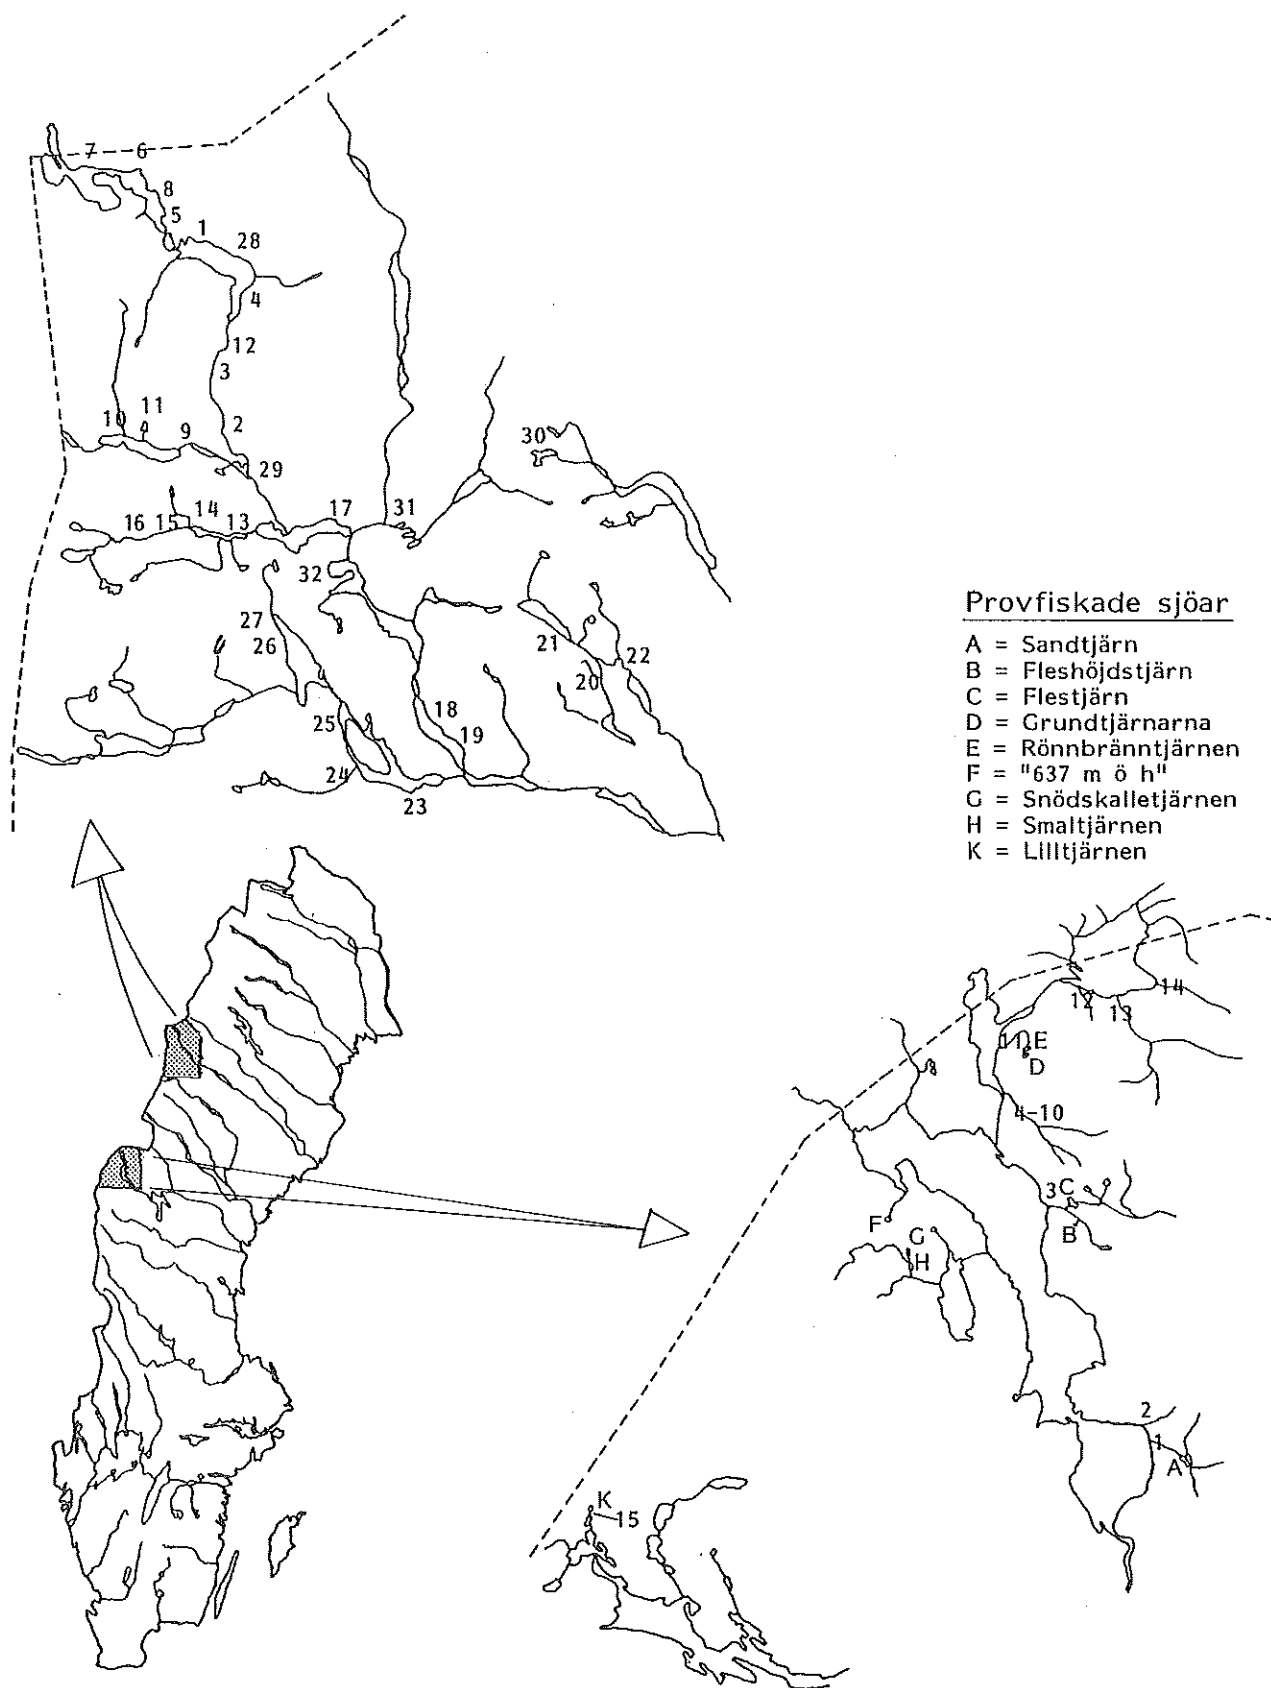 7 6
8
5
1
28
4
12
3
2
10 11 9
29
30
16 15 14 13 17 31
32
27
26
21
20
22
18
19
25
24
23
Provfiskade sjöar
A = Sandtjärn
B = Fleshöjdstjärn
C = Flestjärn
D = Grundtjärnarna
E = Rönnbränntjärnen
F = "637 m ö h"
G = Snödskalletjärnen
H = Smaltjärnen
K = Lilltjärnen
12 13 14
11 E
D
4-10
3 C
B
F
G
H
2
1
A
K
15